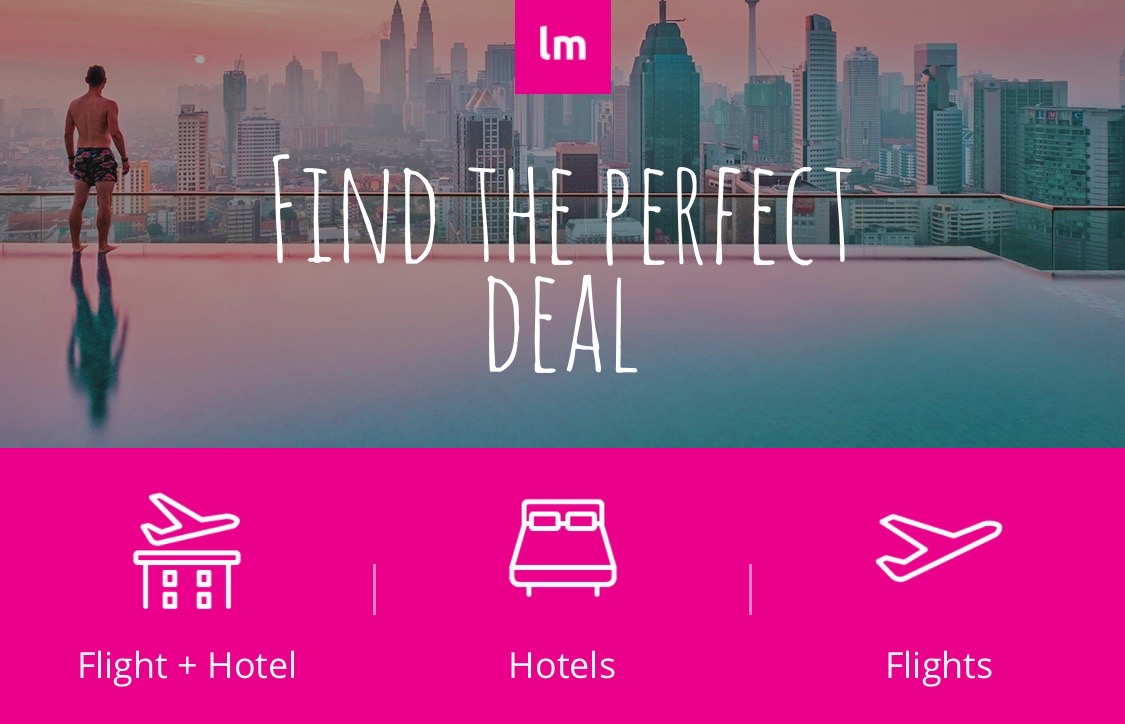 lm
FIND THE PERFECT
DEAL
Flight + Hotel
Hotels
Flights